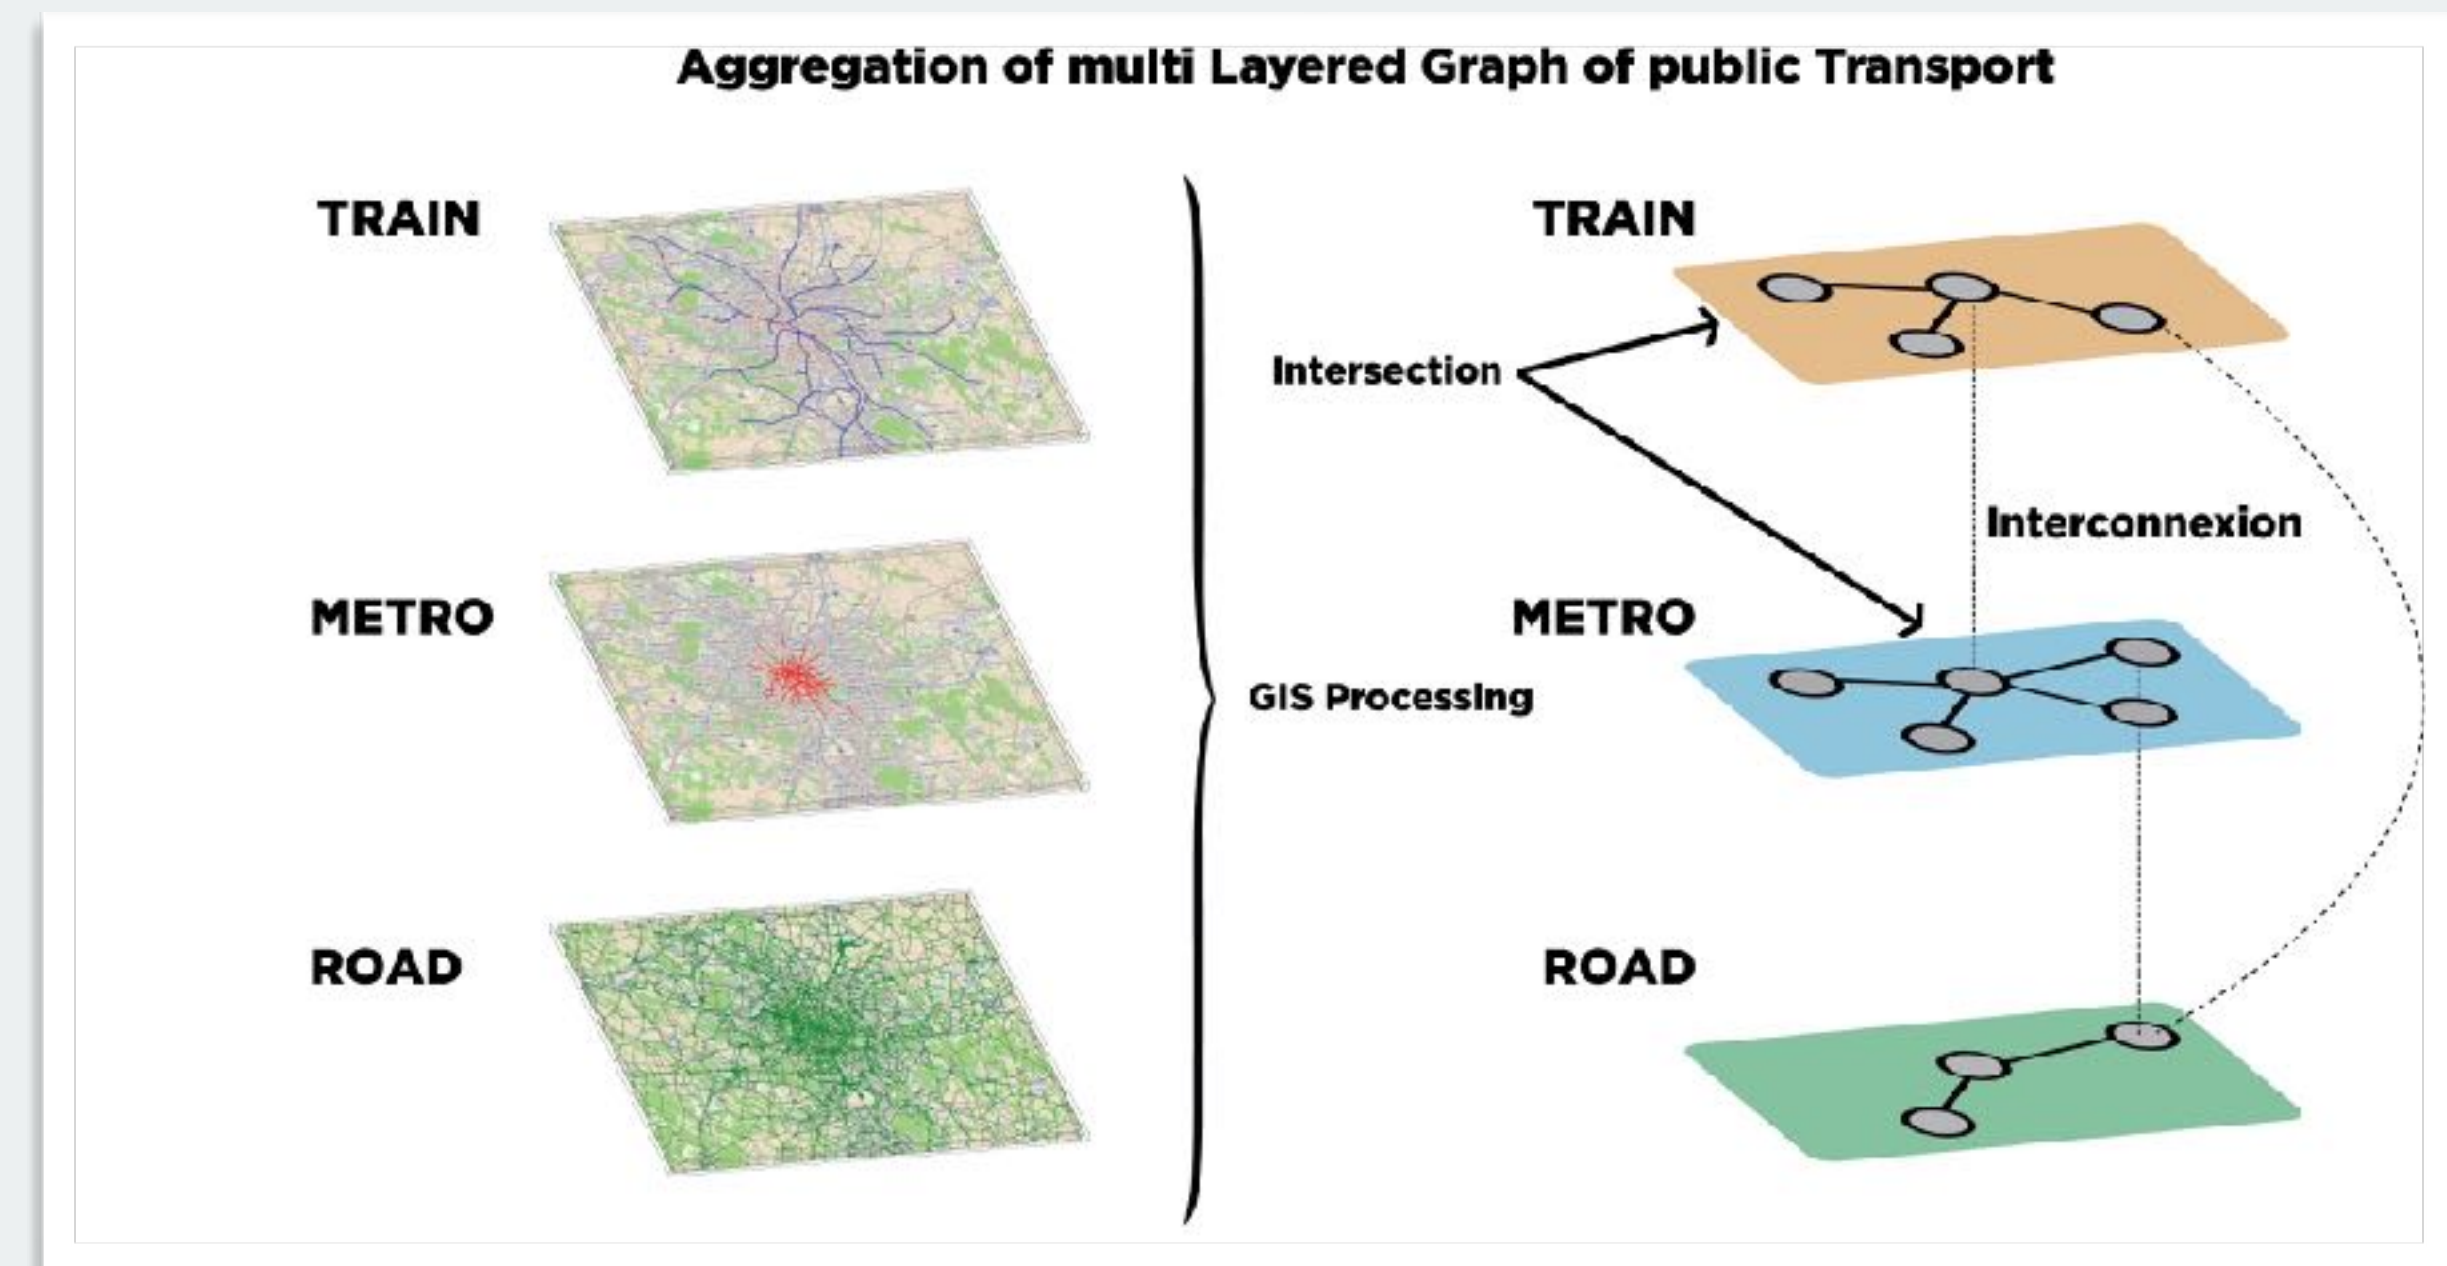 Aggregation of multi Layered Graph of public Transport
TRAIN
METRO
ROAD
GIS Processing
TRAIN
Intersection
Interconnexion
METRO
ROAD